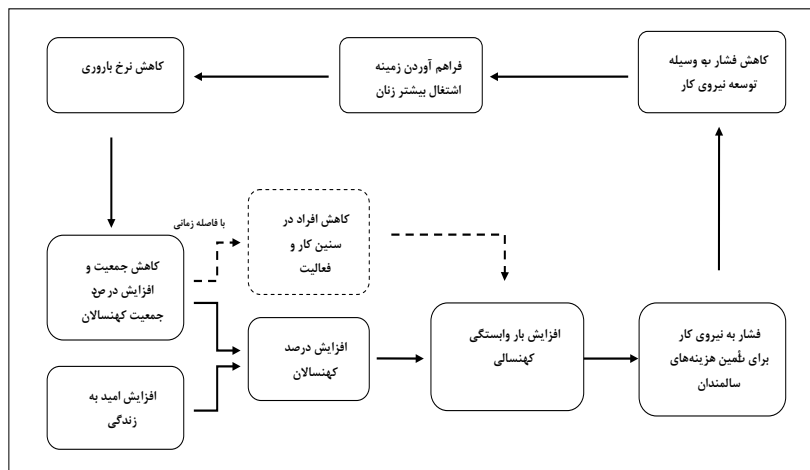 کاهش فشار به وسیله
توسعه نیروی کار
فراهم آوردن زمینه
اشتغال بیشتر زنان
کاهش نرخ باروری
با فاصله زمانی
کاهش افراد در
سنین کار و
فعالیت
کاهش جمعیت و
افزایش درصد
جمعیت کهنسالان
افزایش درصد
کهنسالان
افزایش بار وابستگی
کهنسالی
فشار به نیروی کار
برای تأمین هزینه‌های
سالمندان
افزایش امید به
زندگی